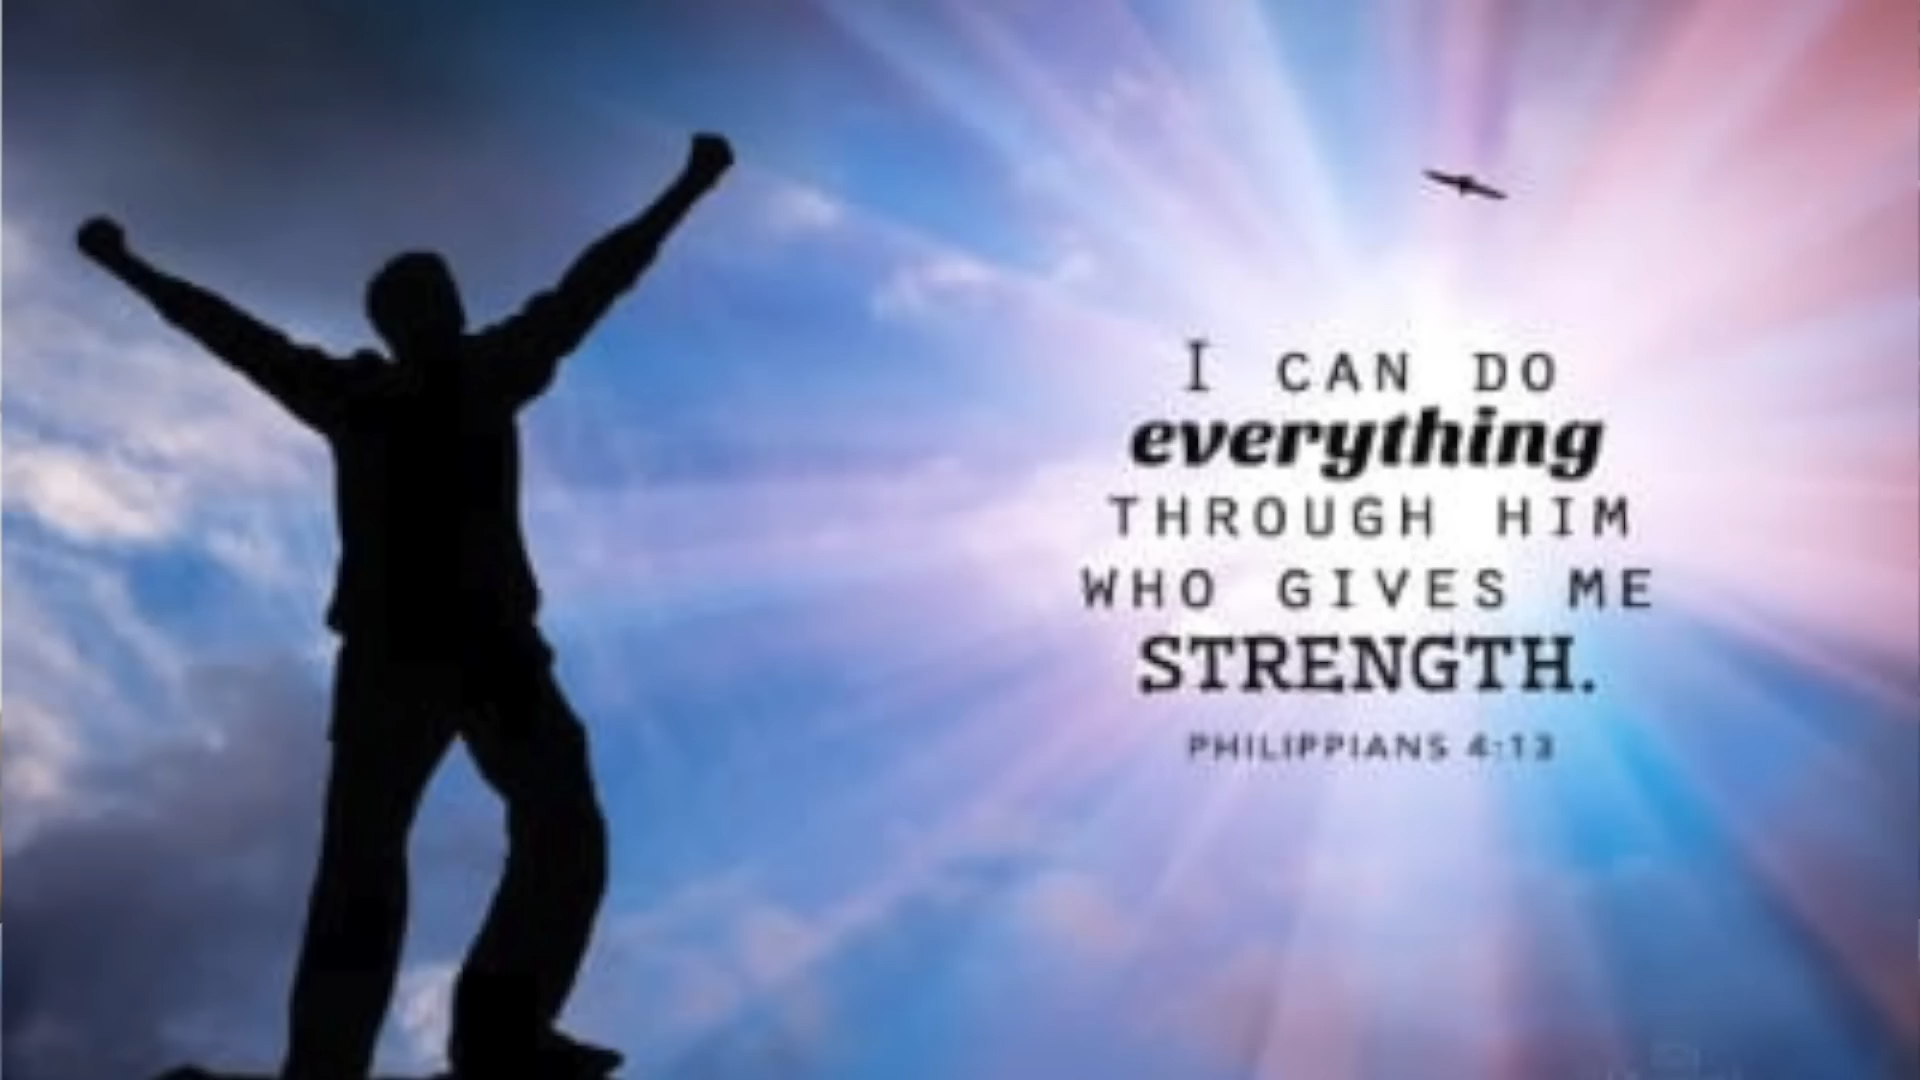 I CAN DO
everything
THROUGH HIM
WHO GIVES ME
STRENGTH.
PHILIPPIANS 4:13